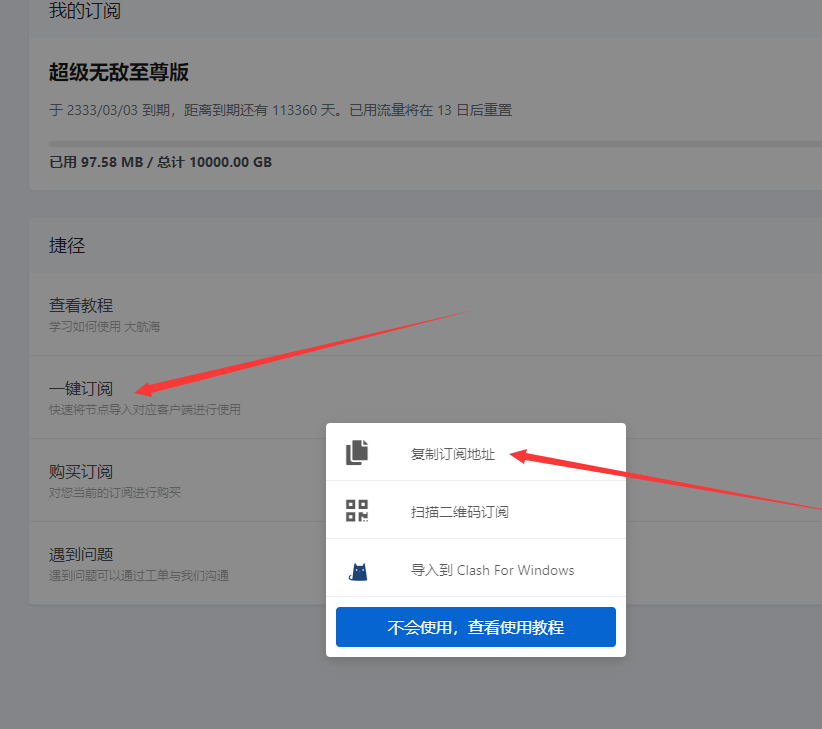 我的订阅
超级无敌至尊版
于 2333/03/03 到期，距离到期还有 113360 天。已用流量将在 13 日后重置
已用 97.58 MB / 总计 10000.00 GB
捷径
查看教程
学习如何使用 大航海
一键订阅
快速将节点导入对应客户端进行使用
购买订阅
对您当前的订阅进行购买
遇到问题
遇到问题可以通过工单与我们沟通
复制订阅地址
扫描二维码订阅
导入到 Clash For Windows
不会使用，查看使用教程